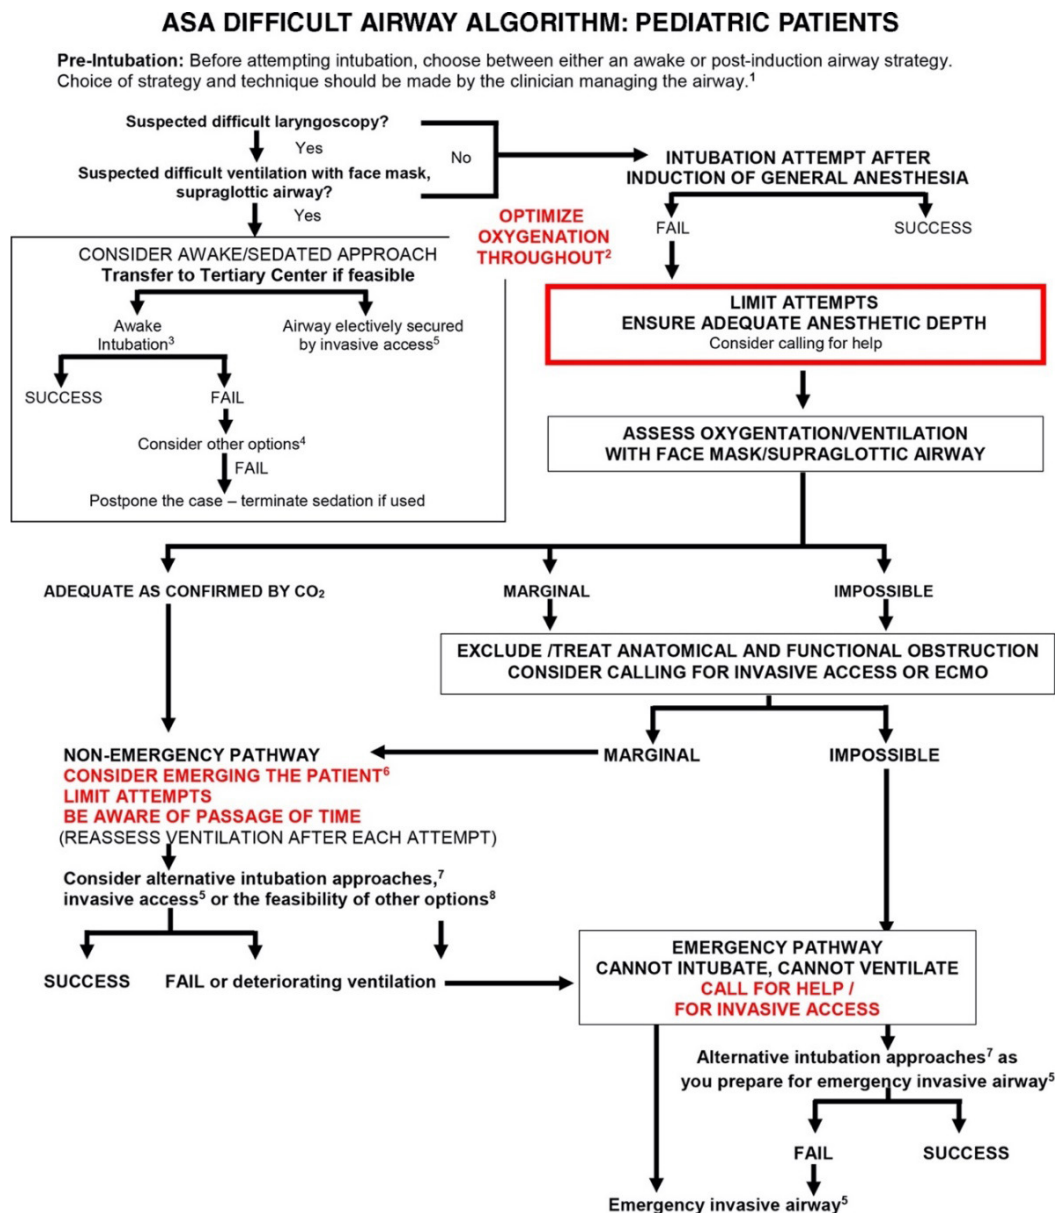 ASA DIFFICULT AIRWAY ALGORITHM: PEDIATRIC PATIENTS
Pre-Intubation: Before attempting intubation, choose between either an awake or post-induction airway strategy.
Choice of strategy and technique should be made by the clinician managing the airway.¹
Suspected difficult laryngoscopy?
Yes
No
Suspected difficult ventilation with face mask,
supraglottic airway?
Yes
INTUBATION ATTEMPT AFTER
INDUCTION OF GENERAL ANESTHESIA
FAIL
SUCCESS
OPTIMIZE
OXYGENATION
THROUGHOUT²
CONSIDER AWAKE/SEDATED APPROACH
Transfer to Tertiary Center if feasible
Awake
Intubation³
Airway electively secured
by invasive access⁵
SUCCESS
FAIL
Consider other options⁴
FAIL
Postpone the case – terminate sedation if used
LIMIT ATTEMPTS
ENSURE ADEQUATE ANESTHETIC DEPTH
Consider calling for help
ASSESS OXYGENTATION/VENTILATION
WITH FACE MASK/SUPRAGLOTTIC AIRWAY
ADEQUATE AS CONFIRMED BY CO₂
MARGINAL
IMPOSSIBLE
EXCLUDE /TREAT ANATOMICAL AND FUNCTIONAL OBSTRUCTION
CONSIDER CALLING FOR INVASIVE ACCESS OR ECMO
MARGINAL
IMPOSSIBLE
NON-EMERGENCY PATHWAY
CONSIDER EMERGING THE PATIENT⁶
LIMIT ATTEMPTS
BE AWARE OF PASSAGE OF TIME
(REASSESS VENTILATION AFTER EACH ATTEMPT)
Consider alternative intubation approaches,⁷
invasive access⁵ or the feasibility of other options⁸
SUCCESS
FAIL or deteriorating ventilation
EMERGENCY PATHWAY
CANNOT INTUBATE, CANNOT VENTILATE
CALL FOR HELP /
FOR INVASIVE ACCESS
Alternative intubation approaches⁷ as
you prepare for emergency invasive airway⁵
FAIL
SUCCESS
Emergency invasive airway⁵